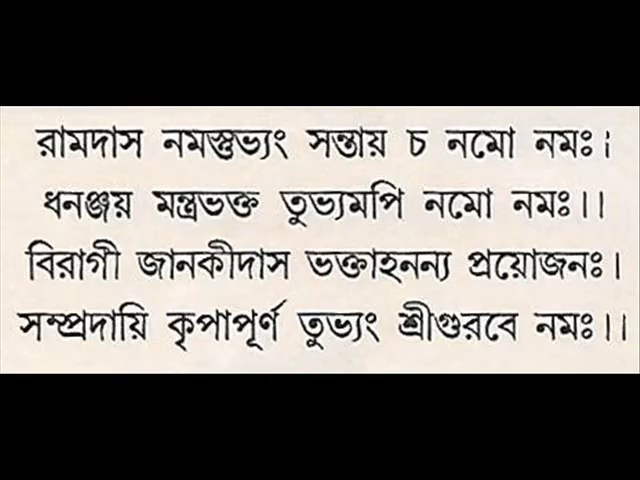 রামদাস নমস্তুভ্যং সন্তায় চ নমো নমঃ।
ধনঞ্জয় মন্ত্রভক্ত তুভ্যমপি নমো নমঃ।।
বিরাগী জানকীদাস ভক্তাহনন্য প্রয়োজনঃ।
সম্প্রদায়ি কৃপাপূর্ণ তুভ্যং শ্রীগুরবে নমঃ।।